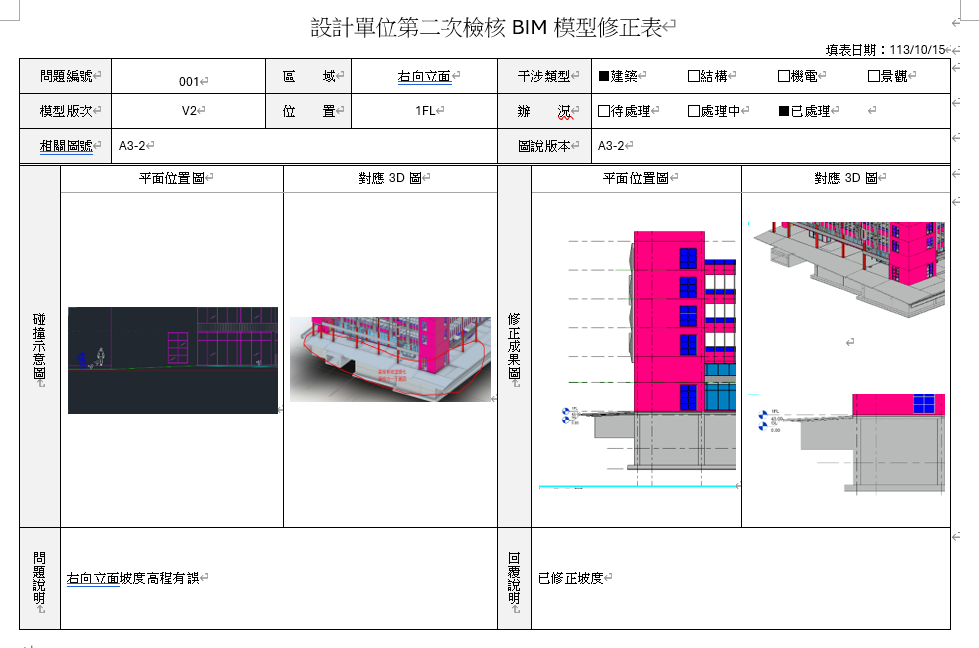 設計單位第二次檢核 BIM 模型修正表
填表日期：113/10/15
問題編號 001 區 域 右向立面 干涉類型 ■建築 □結構 □機電 □景觀
模型版次 V2 位 置 1FL 辦 況 □待處理 □處理中 ■已處理
相關圖號 A3-2 圖說版本 A3-2
碰撞示意圖
平面位置圖
對應 3D 圖
修正成果圖
平面位置圖
對應 3D 圖
1FL
1FL
0.00
問題說明
右向立面坡度高程有誤
回覆說明
已修正坡度